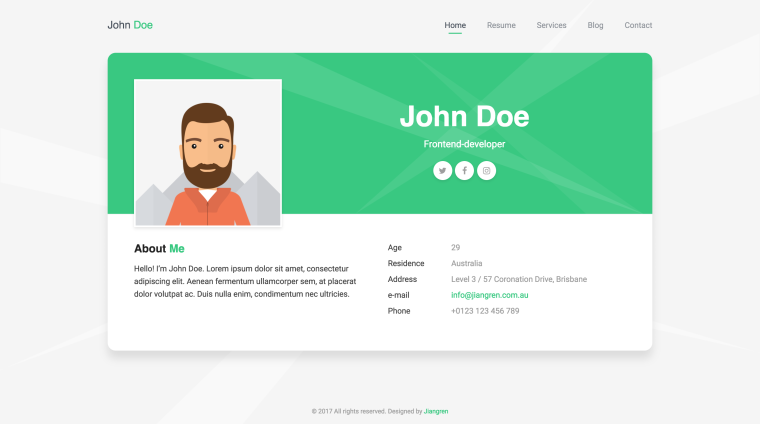 John Doe
Home Resume Services Blog Contact
John Doe
Frontend-developer
About Me
Hello! I'm John Doe. Lorem ipsum dolor sit amet, consectetur
adipiscing elit. Aenean fermentum ullamcorper sem, at placerat
dolor volutpat ac. Duis nulla enim, condimentum nec ultricies.
Age 29
Residence Australia
Address Level 3 / 57 Coronation Drive, Brisbane
e-mail info@jiangren.com.au
Phone +0123 123 456 789
© 2017 All rights reserved. Designed by Jiangren